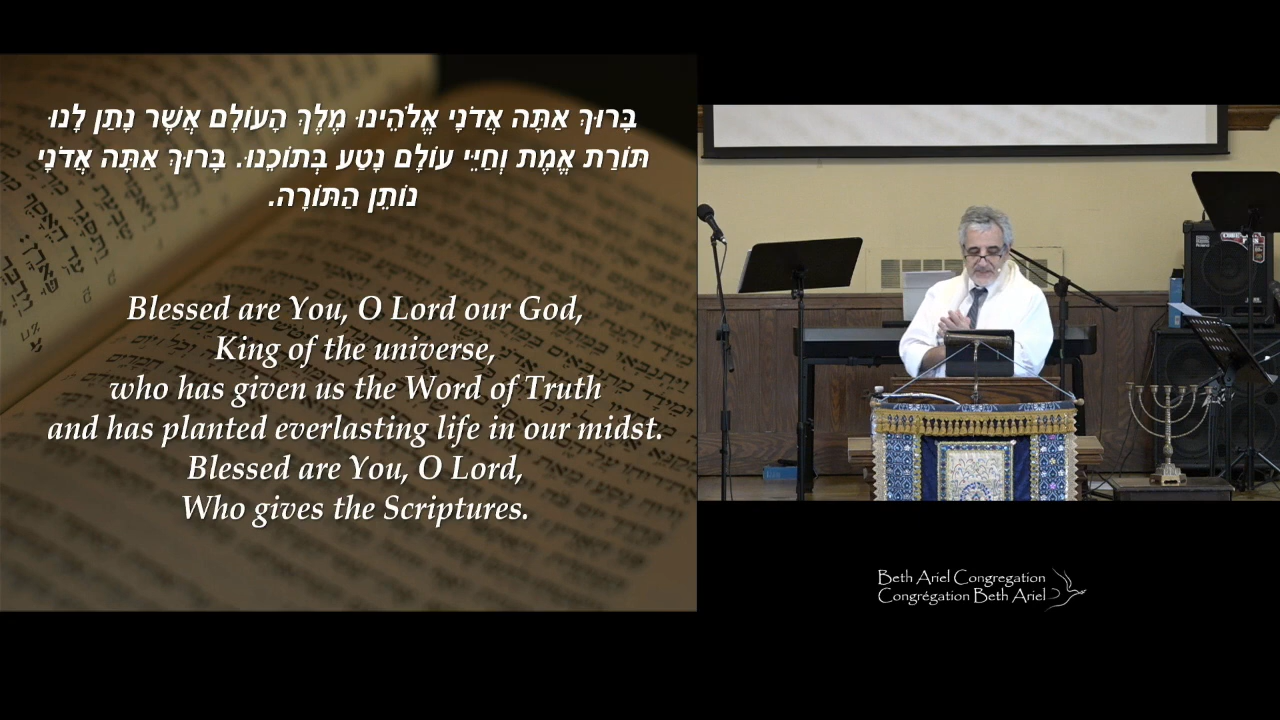 בָּרוּךְ אַתָּה אֲדֹנָי אֱלֹהֵינוּ מֶלֶךְ הָעוֹלָם אֲשֶׁר נָתַן לָנוּ
תּוֹרַת אֱמֶת וְחַיֵּי עוֹלָם נָטַע בְּתוֹכֵנוּ. בָּרוּךְ אַתָּה אֲדֹנָי
נוֹתֵן הַתּוֹרָה.
Blessed are You, O Lord our God,
King of the universe,
who has given us the Word of Truth
and has planted everlasting life in our midst.
Blessed are You, O Lord,
Who gives the Scriptures.
Beth Ariel Congregation
Congrégation Beth Ariel